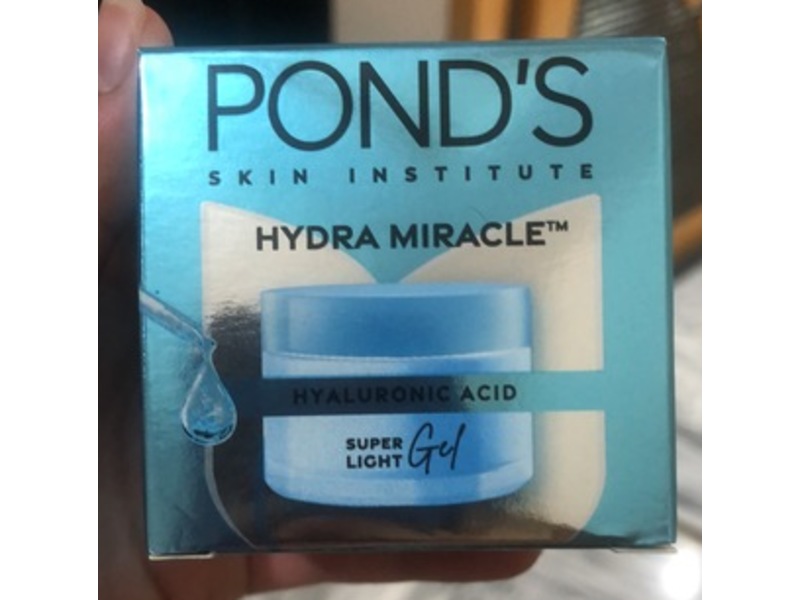 POND'S
SKIN INSTITUTE
HYDRA MIRACLE™
HYALURONIC ACID
SUPER
LIGHT Gel